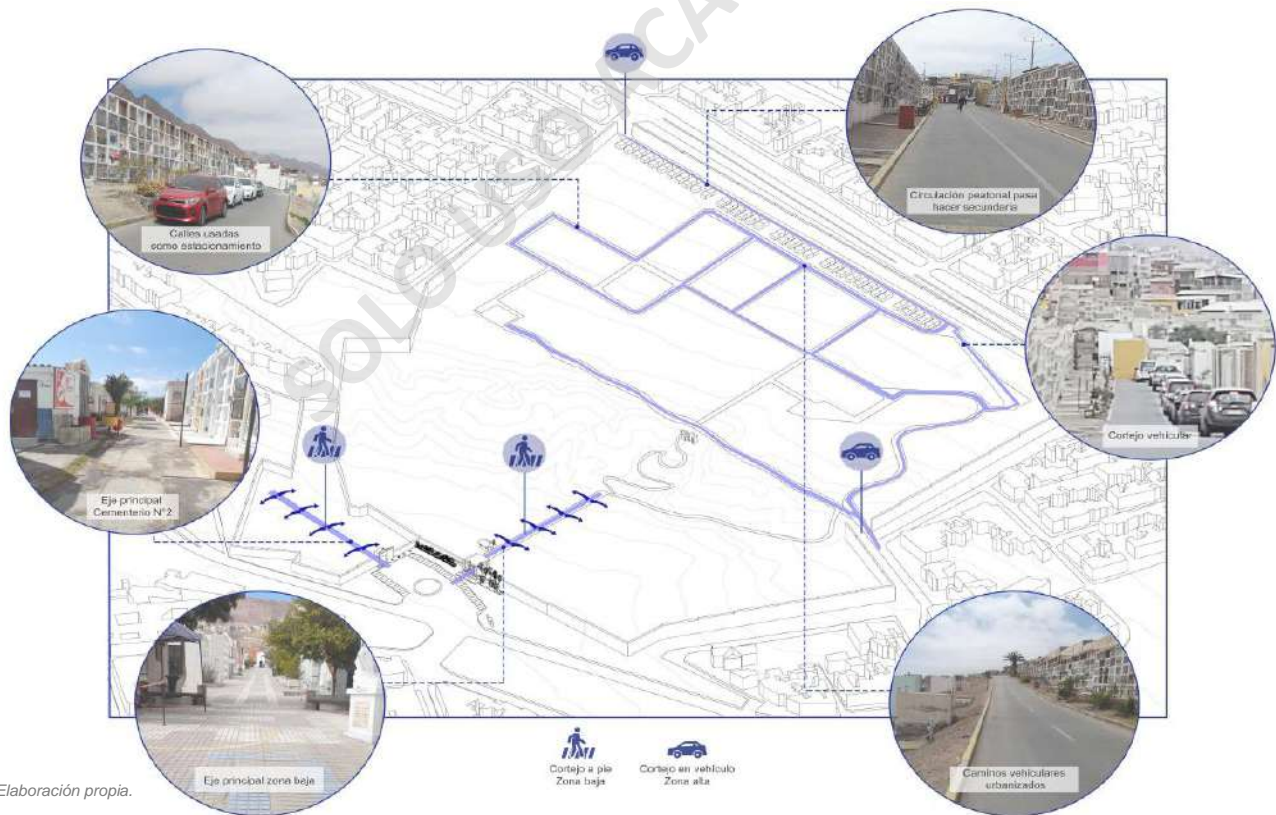 SOLO USO ACA
Calles usadas
como estacionamiento
Circulación peatonal pasa
hacer secundaria
Cortejo vehicular
Eje principal
Cementerio N°2
Eje principal zona baja
Caminos vehiculares
urbanizados
Cortejo a pie
Zona baja
Cortejo en vehículo
Zona alta
Elaboración propia.